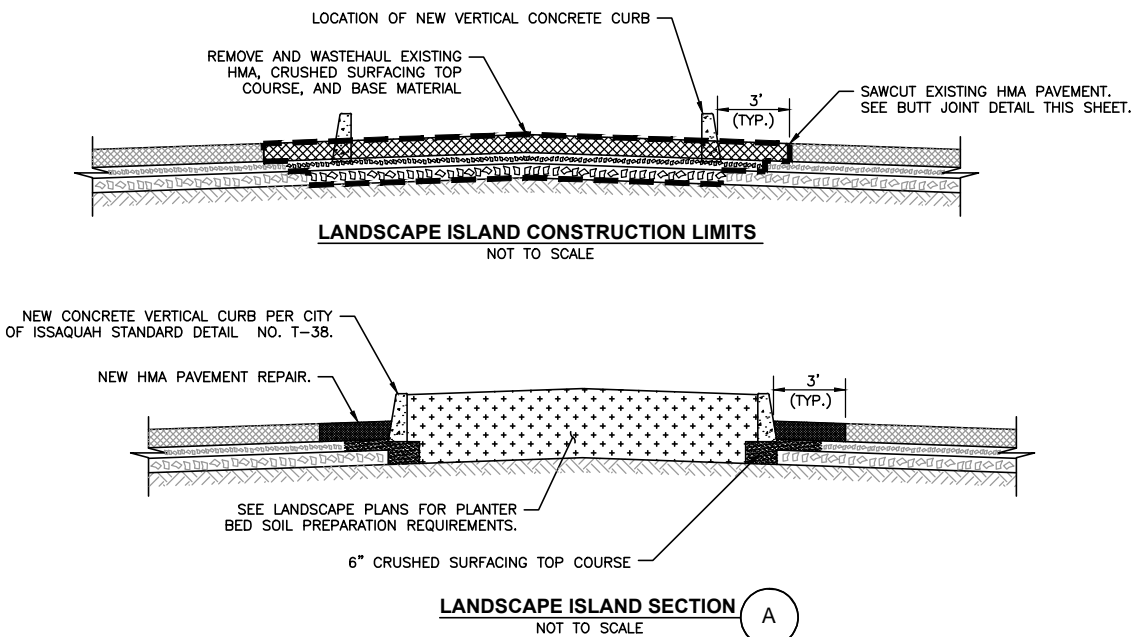 LOCATION OF NEW VERTICAL CONCRETE CURB
REMOVE AND WASTEHAUL EXISTING
HMA, CRUSHED SURFACING TOP
COURSE, AND BASE MATERIAL
3'
(TYP.)
SAWCUT EXISTING HMA PAVEMENT.
SEE BUTT JOINT DETAIL THIS SHEET.
LANDSCAPE ISLAND CONSTRUCTION LIMITS
NOT TO SCALE
NEW CONCRETE VERTICAL CURB PER CITY
OF ISSAQUAH STANDARD DETAIL NO. T-38.
NEW HMA PAVEMENT REPAIR.
3'
(TYP.)
SEE LANDSCAPE PLANS FOR PLANTER
BED SOIL PREPARATION REQUIREMENTS.
6" CRUSHED SURFACING TOP COURSE
LANDSCAPE ISLAND SECTION
A
NOT TO SCALE